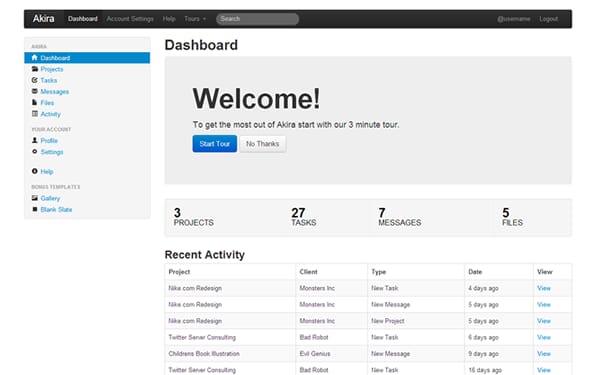 Akira Dashboard Account Settings Help Tours Search @username Logout
AKIRA
Dashboard
Projects
Tasks
Messages
Files
Activity
YOUR ACCOUNT
Profile
Settings
Help
BONUS TEMPLATES
Gallery
Blank Slate
Dashboard
Welcome!
To get the most out of Akira start with our 3 minute tour.
Start Tour No Thanks
3 27 7 5
PROJECTS TASKS MESSAGES FILES
Recent Activity
Project Client Type Date View
Nike.com Redesign Monsters Inc New Task 4 days ago View
Nike.com Redesign Monsters Inc New Message 5 days ago View
Nike.com Redesign Monsters Inc New Project 5 days ago View
Twitter Server Consulting Bad Robot New Task 6 days ago View
Childrens Book Illustration Evil Genius New Message 9 days ago View
Twitter Server Consulting Bad Robot New Task 16 days ago View